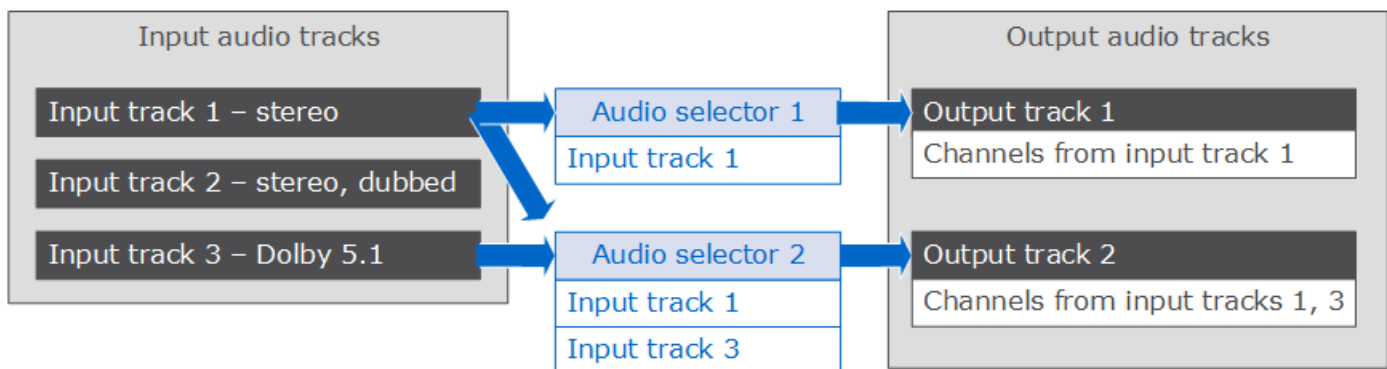 Input audio tracks
Input track 1 – stereo
Input track 2 – stereo, dubbed
Input track 3 – Dolby 5.1
Audio selector 1
Input track 1
Audio selector 2
Input track 1
Input track 3
Output audio tracks
Output track 1
Channels from input track 1
Output track 2
Channels from input tracks 1, 3